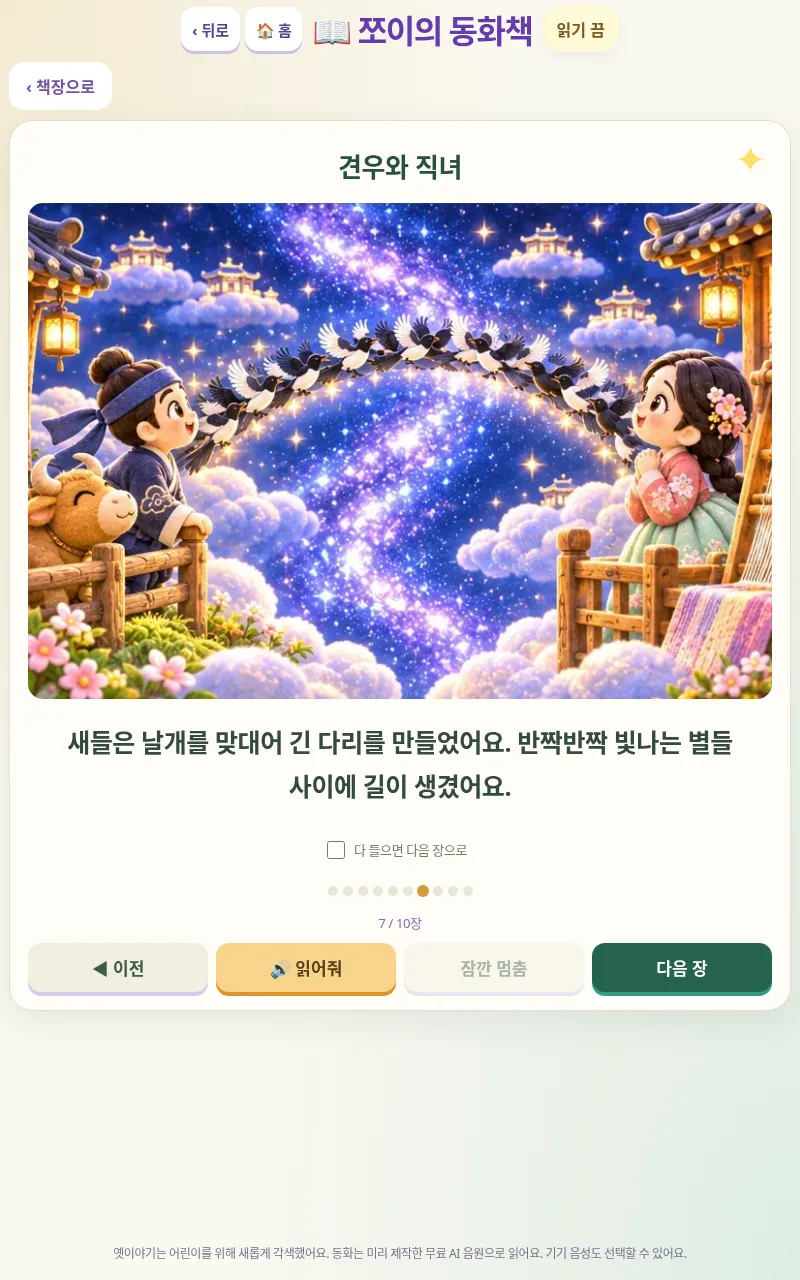 ‹ 뒤로
🏠 홈
📖 쪼이의 동화책
읽기 끔
‹ 책장으로
견우와 직녀
새들은 날개를 맞대어 긴 다리를 만들었어요. 반짝반짝 빛나는 별들
사이에 길이 생겼어요.
다 들으면 다음 장으로
7 / 10장
◀ 이전
🔊 읽어줘
잠깐 멈춤
다음 장
옛이야기는 어린이를 위해 새롭게 각색했어요. 동화는 미리 제작한 무료 AI 음원으로 읽어요. 기기 음성도 선택할 수 있어요.